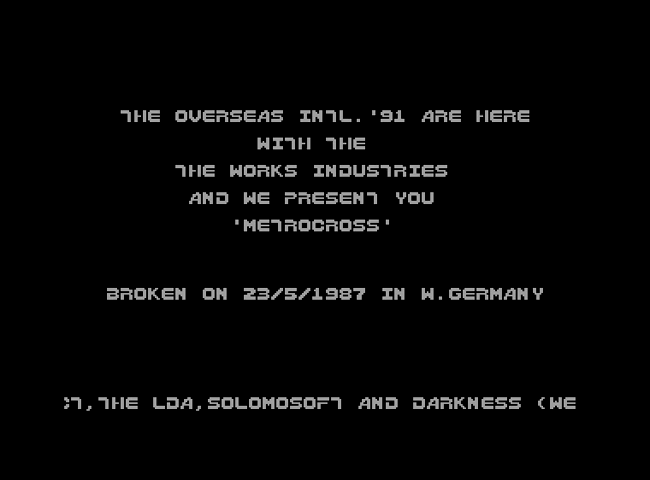 THE OVERSEAS INTL.'91 ARE HERE
WITH THE
THE WORKS INDUSTRIES
AND WE PRESENT YOU
'METROCROSS'
BROKEN ON 23/5/1987 IN W.GERMANY
T,THE LDA,SOLOMOSOFT AND DARKNESS (WE